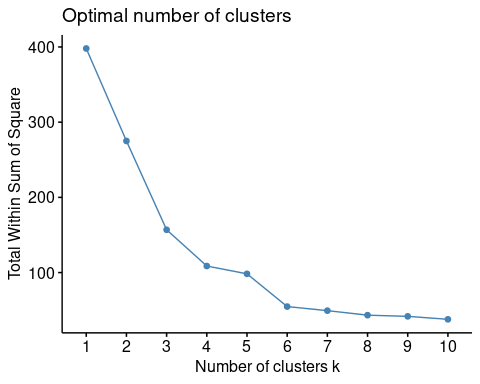 Optimal number of clusters
Total Within Sum of Square
400
300
200
100
1 2 3 4 5 6 7 8 9 10
Number of clusters k